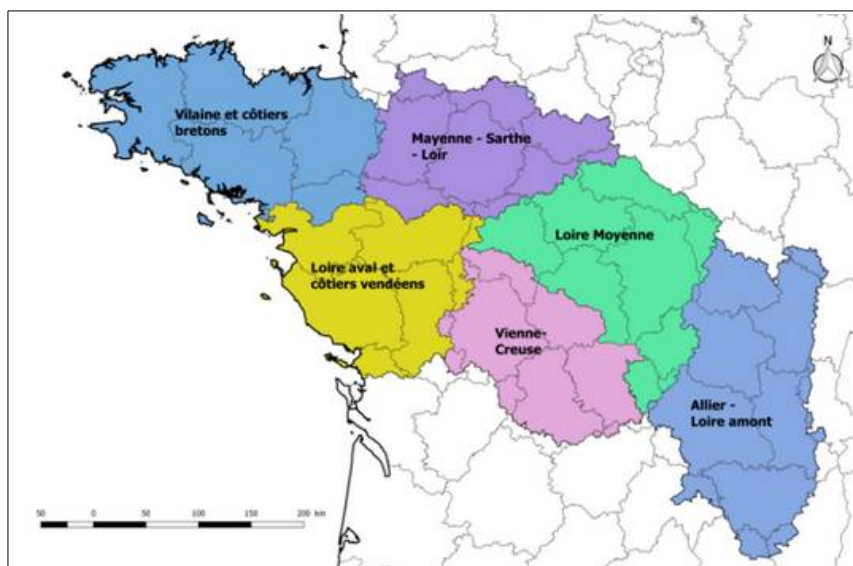 N
Vilaine et côtiers
bretons
Mayenne - Sarthe
- Loir
Loire Moyenne
Loire aval et
côtiers vendéens
Vienne-
Creuse
Allier -
Loire amont
50 0 50 100 150 200 km